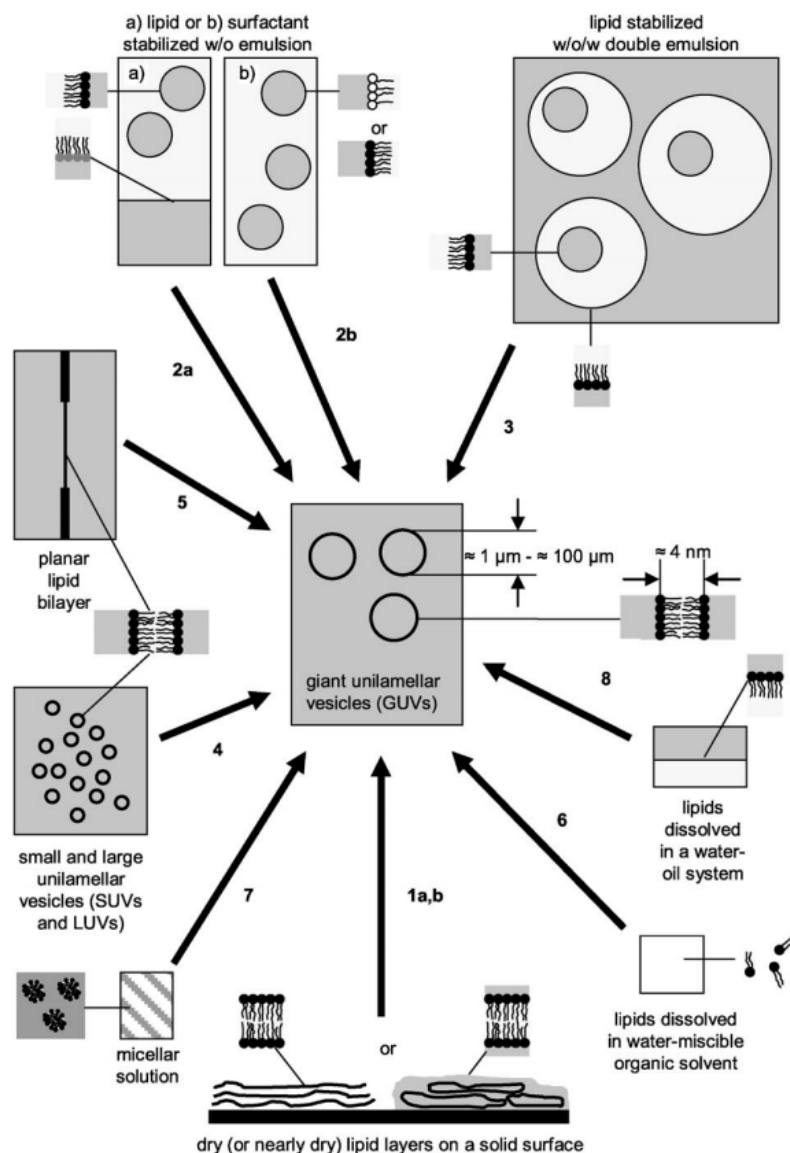 a) lipid or b) surfactant
stabilized w/o emulsion
lipid stabilized
w/o/w double emulsion
a)
b)
or
2a
2b
3
5
planar
lipid
bilayer
≈ 1 µm - ≈ 100 µm
≈ 4 nm
giant unilamellar
vesicles (GUVs)
8
4
lipids
dissolved
in a water-
oil system
small and large
unilamellar
vesicles (SUVs
and LUVs)
6
7
1a,b
micellar
solution
or
lipids dissolved
in water-miscible
organic solvent
dry (or nearly dry) lipid layers on a solid surface